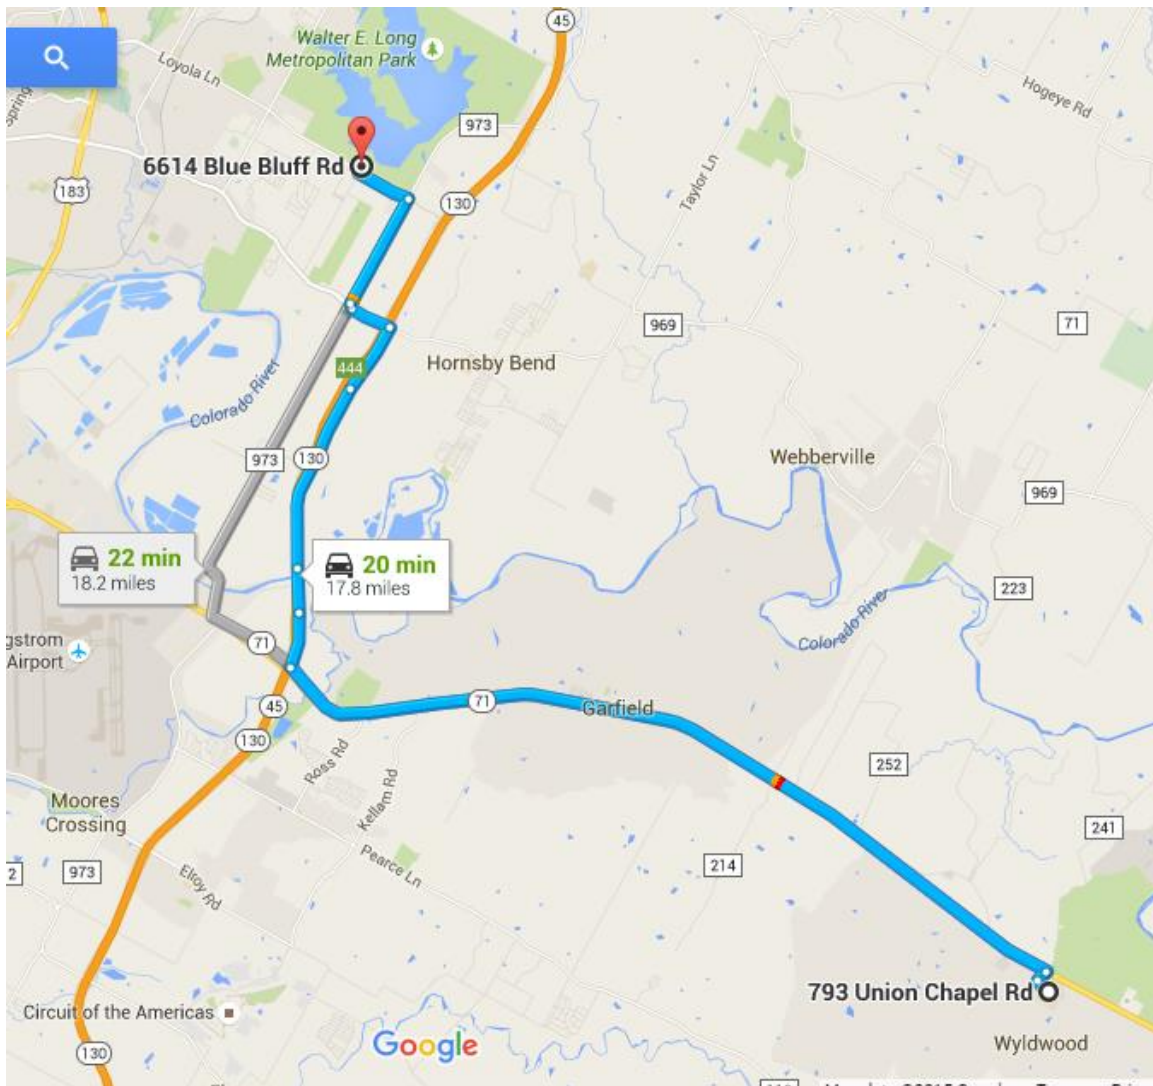 45
Walter E. Long
Metropolitan Park
Loyola Ln
Hogeye Rd
973
6614 Blue Bluff Rd
Taylor Ln
183
130
969
71
444
Hornsby Bend
Colorado River
973
130
Webberville
969
22 min
18.2 miles
20 min
17.8 miles
223
Colorado River
gstrom
Airport
71
71
45
Garfield
130
252
Ross Rd
Kellam Rd
Moores
Crossing
241
Pearce Ln
214
2
973
Elroy Rd
793 Union Chapel Rd
Circuit of the Americas
Google
130
Wyldwood